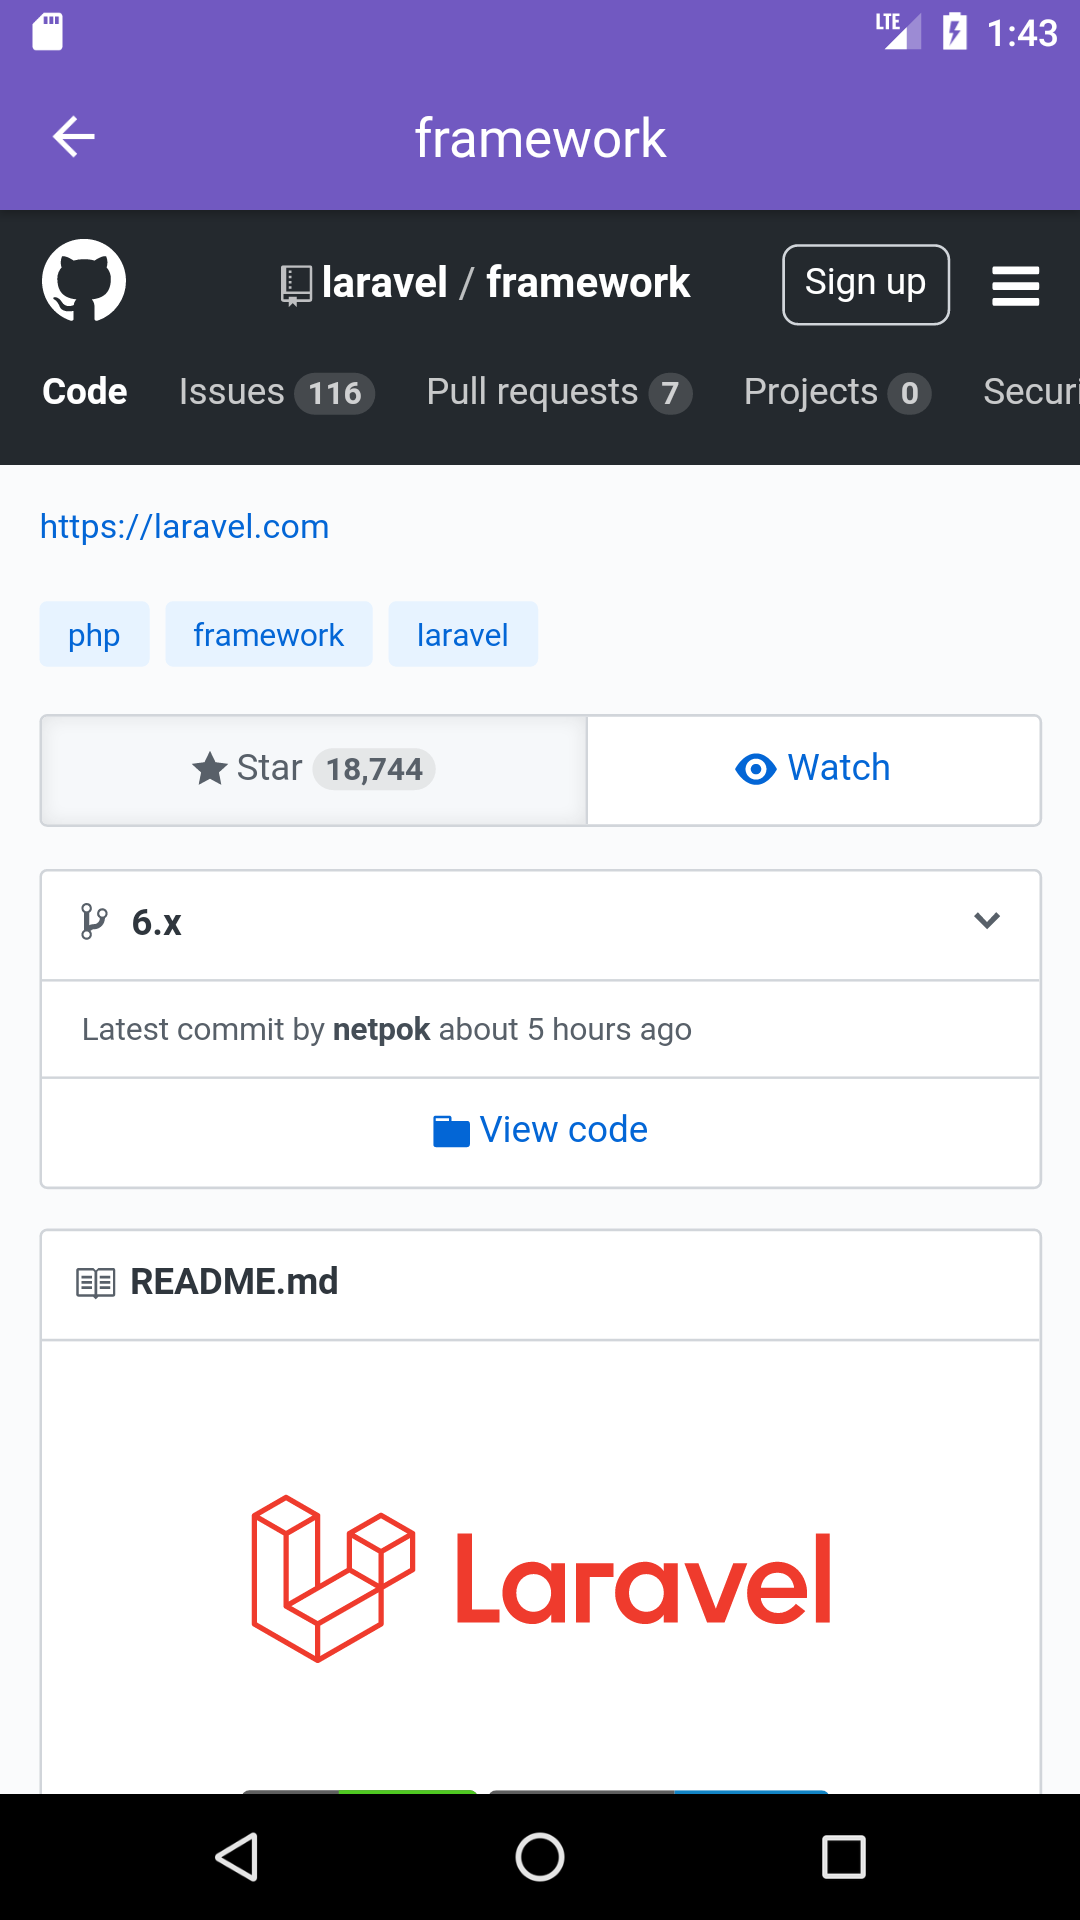 LTE 1:43
framework
laravel / framework Sign up
Code Issues 116 Pull requests 7 Projects 0 Securi
https://laravel.com
php framework laravel
Star 18,744 Watch
6.x
Latest commit by netpok about 5 hours ago
View code
README.md
Laravel